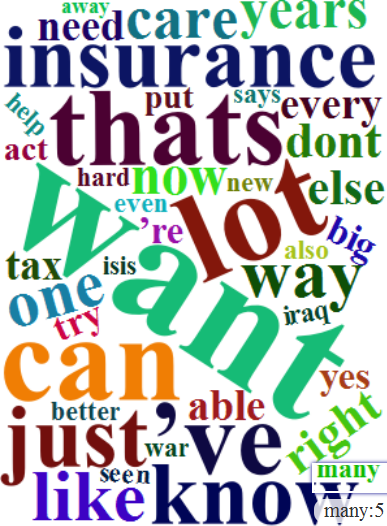 away
need care years
insurance
help put says every
thats dont
act hard now new else
even
're lot big
want also
tax isis way
one iraq
try
can yes
better able
just 've right
war
seen many
like know
many:5